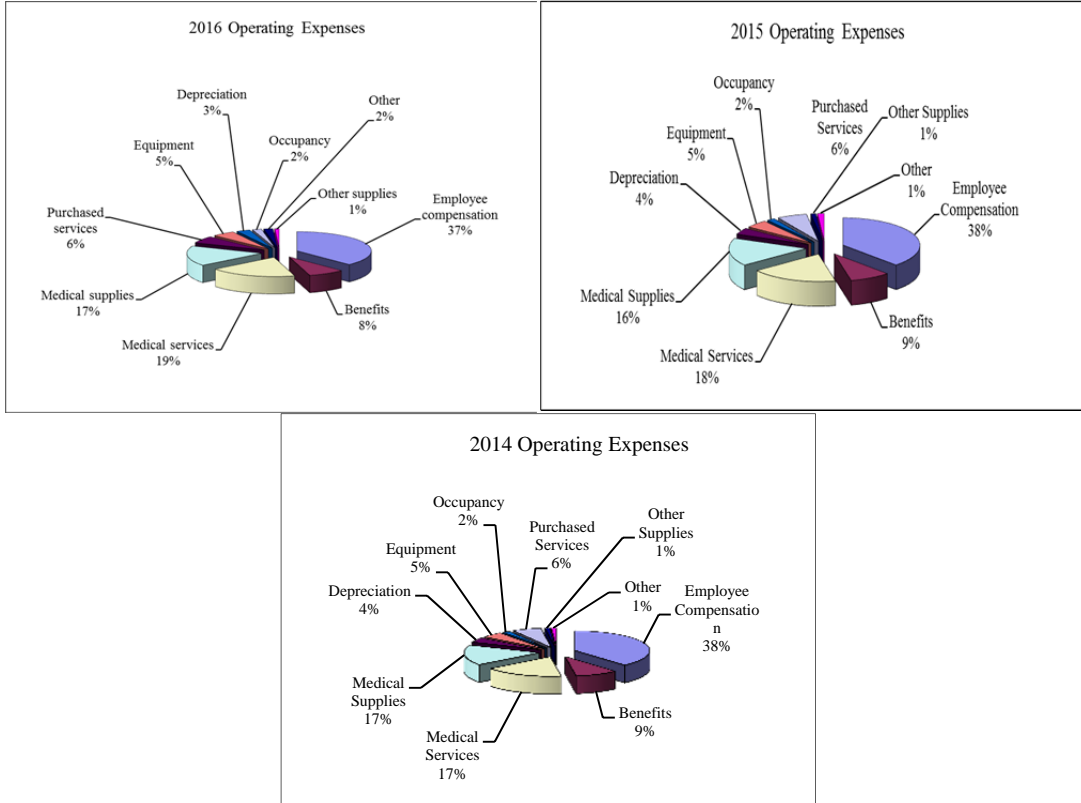 2016 Operating Expenses
Depreciation
3%
Other
2%
Equipment
5%
Occupancy
2%
Purchased
services
6%
Other supplies
1%
Employee
compensation
37%
Medical supplies
17%
Benefits
8%
Medical services
19%
2015 Operating Expenses
Occupancy
2%
Purchased
Services
6%
Other Supplies
1%
Equipment
5%
Other
1%
Depreciation
4%
Employee
Compensation
38%
Medical Supplies
16%
Benefits
9%
Medical Services
18%
2014 Operating Expenses
Occupancy
2%
Purchased
Services
6%
Other
Supplies
1%
Equipment
5%
Depreciation
4%
Other
1%
Employee
Compensatio
n
38%
Medical
Supplies
17%
Benefits
9%
Medical
Services
17%